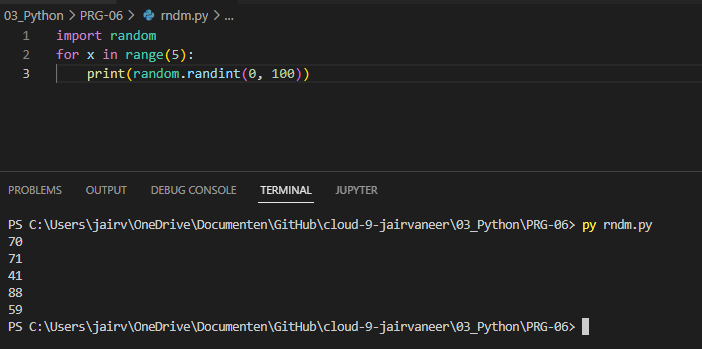 03_Python > PRG-06 > rndm.py > ...
1 import random
2 for x in range(5):
3     print(random.randint(0, 100))
PROBLEMS OUTPUT DEBUG CONSOLE TERMINAL JUPYTER
PS C:\Users\jairv\OneDrive\Documenten\GitHub\cloud-9-jairvaneer\03_Python\PRG-06> py rndm.py
70
71
41
88
59
PS C:\Users\jairv\OneDrive\Documenten\GitHub\cloud-9-jairvaneer\03_Python\PRG-06>